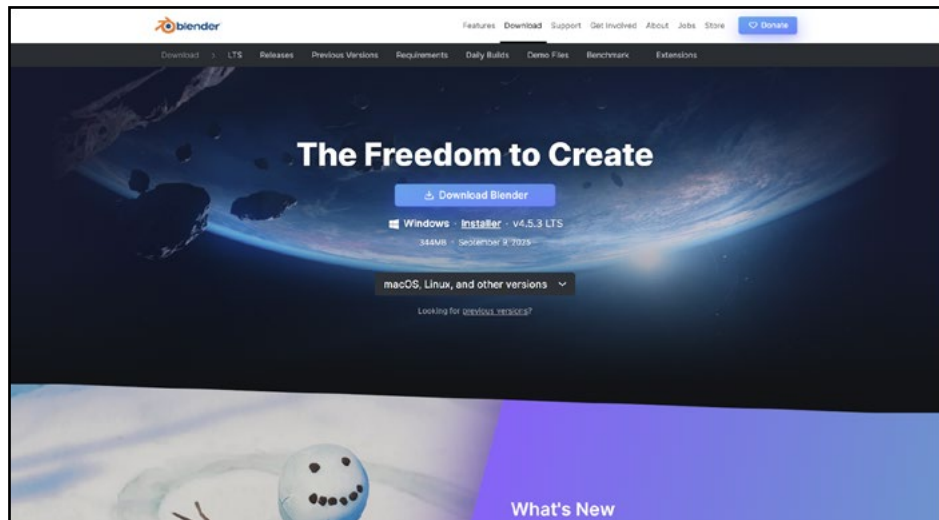 blender
Features Download Support Get Involved About Jobs Store Donate
Download › LTS Releases Previous Versions Requirements Daily Builds Demo Files Benchmark Extensions
The Freedom to Create
Download Blender
Windows · Installer · v4.5.3 LTS
344MB · September 9, 2025
macOS, Linux, and other versions
Looking for previous versions?
What's New